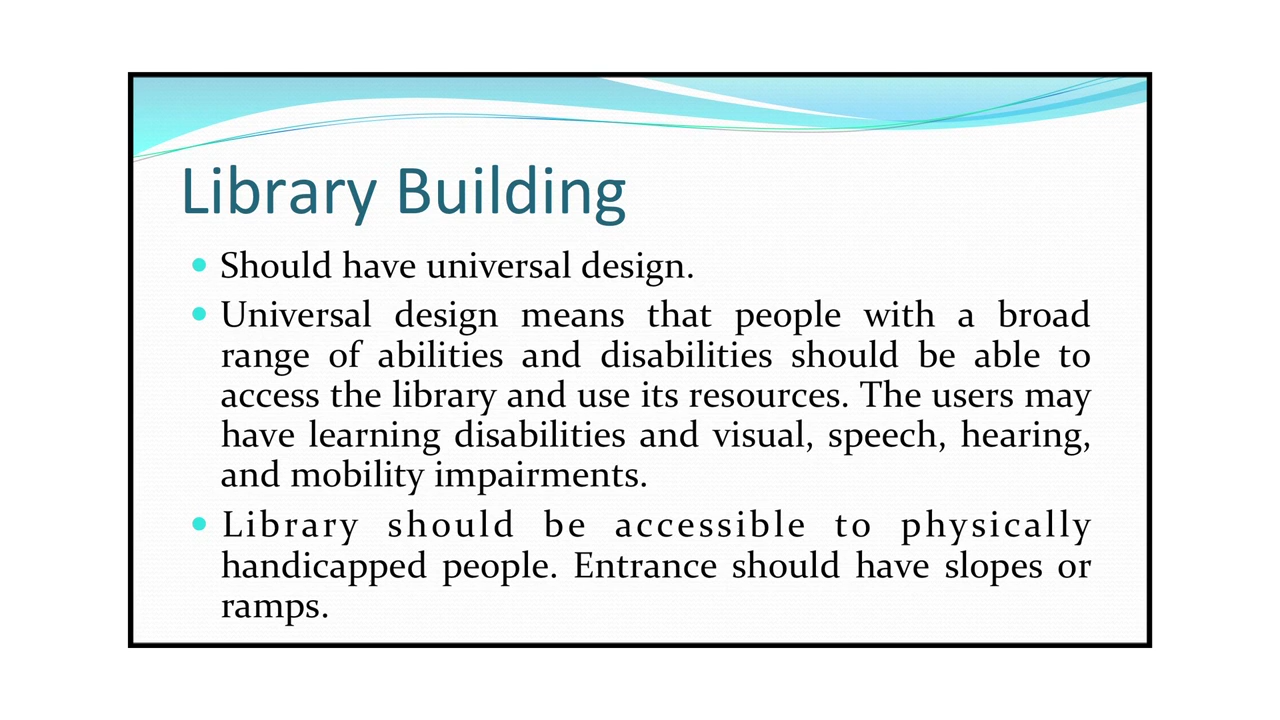 Library Building
Should have universal design.
Universal design means that people with a broad
range of abilities and disabilities should be able to
access the library and use its resources. The users may
have learning disabilities and visual, speech, hearing,
and mobility impairments.
Library should be accessible to physically
handicapped people. Entrance should have slopes or
ramps.